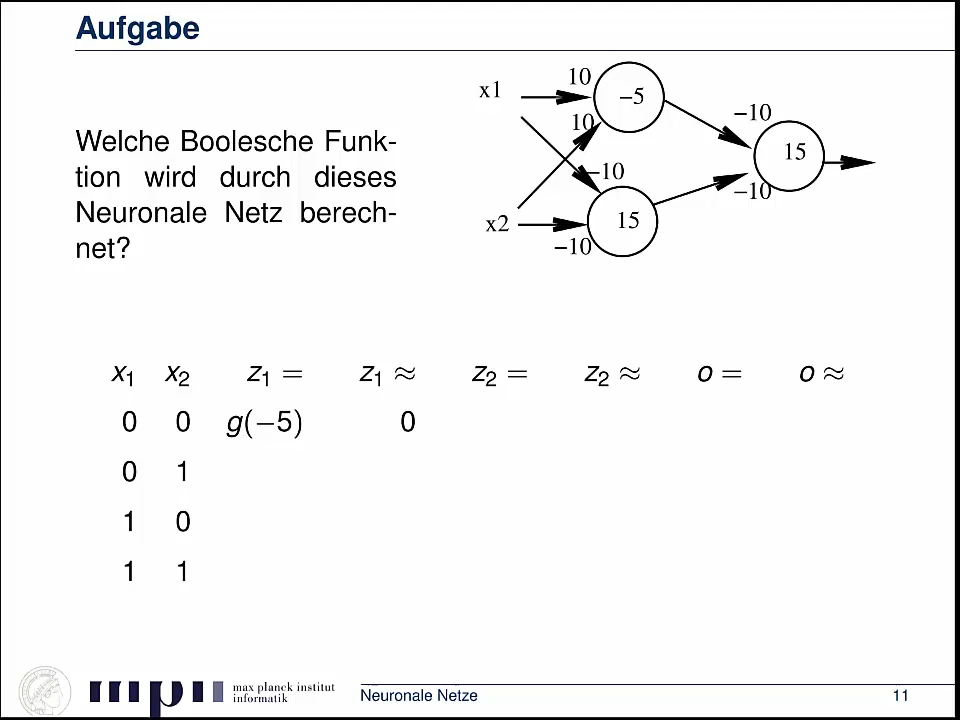 Aufgabe
Welche Boolesche Funk-
tion wird durch dieses
Neuronale Netz berech-
net?
x1
10
−5
10
−10
15
−10
x2
15
−10
−10
x₁ x₂ z₁ = z₁ ≈ z₂ = z₂ ≈ o = o ≈
0 0 g(−5) 0
0 1
1 0
1 1
max planck institut
informatik
Neuronale Netze
11